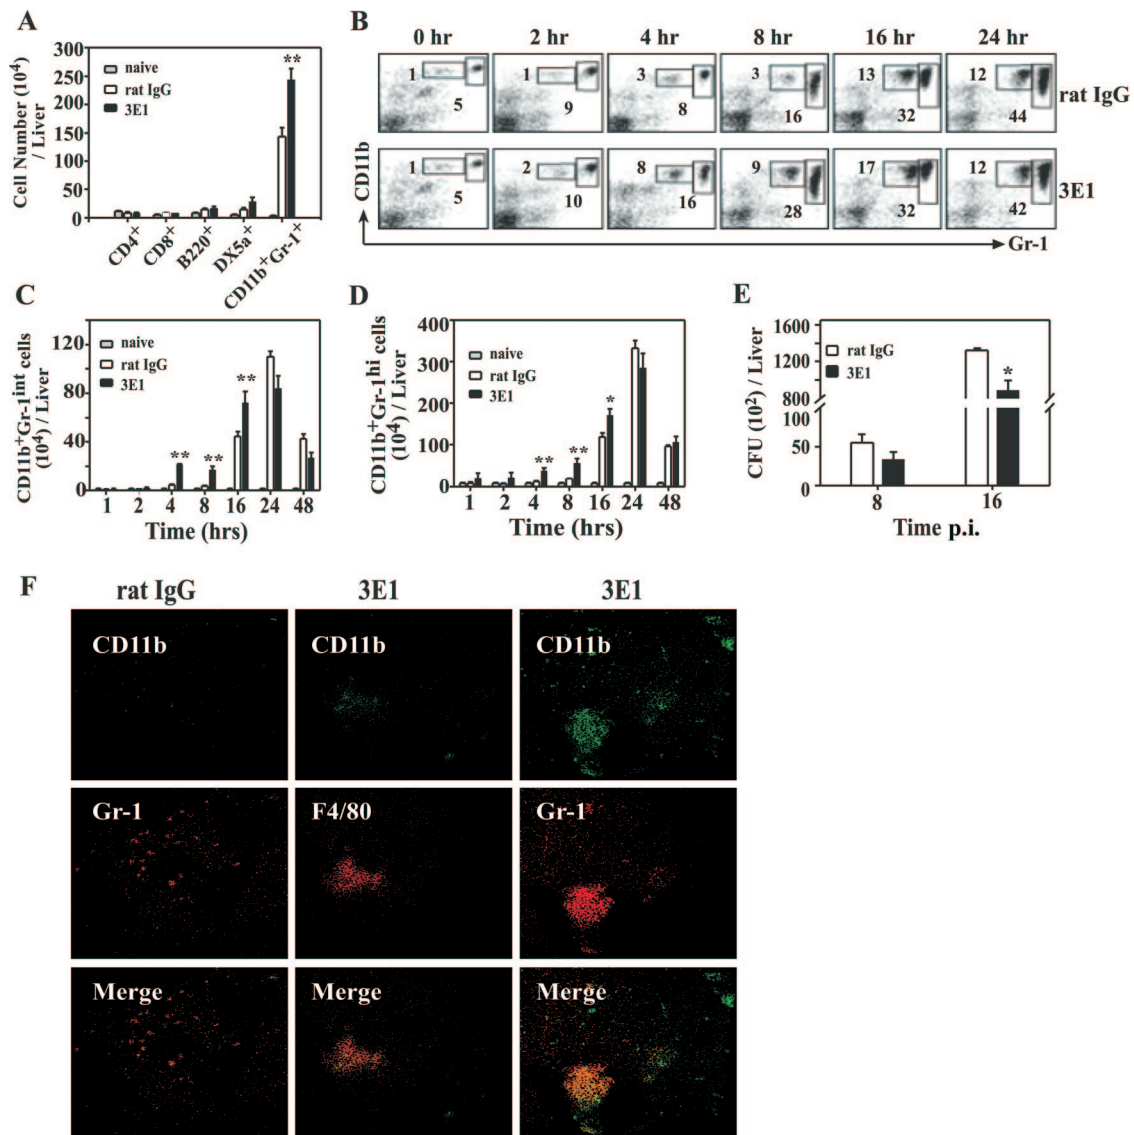 A
300
250
200
150
100
50
0
Cell Number (10⁴)
/ Liver
naive
rat IgG
3E1
**
CD4⁺
CD8⁺
B220⁺
DX5a⁺
CD11b⁺Gr-1⁺
B
0 hr 2 hr 4 hr 8 hr 16 hr 24 hr
1 1 3 3 13 12
5 9 8 16 32 44
rat IgG
1 2 8 9 17 12
5 10 16 28 32 42
3E1
CD11b
Gr-1
C
120
80
40
0
CD11b⁺Gr-1ⁱⁿᵗ cells
(10⁴) / Liver
naive
rat IgG
3E1
** ** **
1 2 4 8 16 24 48
Time (hrs)
D
400
300
200
100
0
CD11b⁺Gr-1ʰⁱ cells
(10⁴) / Liver
naive
rat IgG
3E1
** ** *
1 2 4 8 16 24 48
Time (hrs)
E
1600
1200
800
100
50
0
CFU (10²) / Liver
rat IgG
3E1
*
8 16
Time p.i.
F
rat IgG 3E1 3E1
CD11b CD11b CD11b
Gr-1 F4/80 Gr-1
Merge Merge Merge